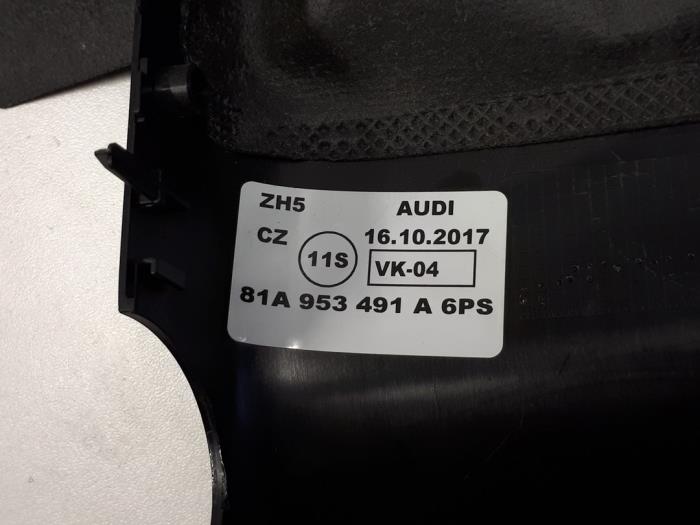 ZH5 AUDI
CZ 11S 16.10.2017
VK-04
81A 953 491 A 6PS